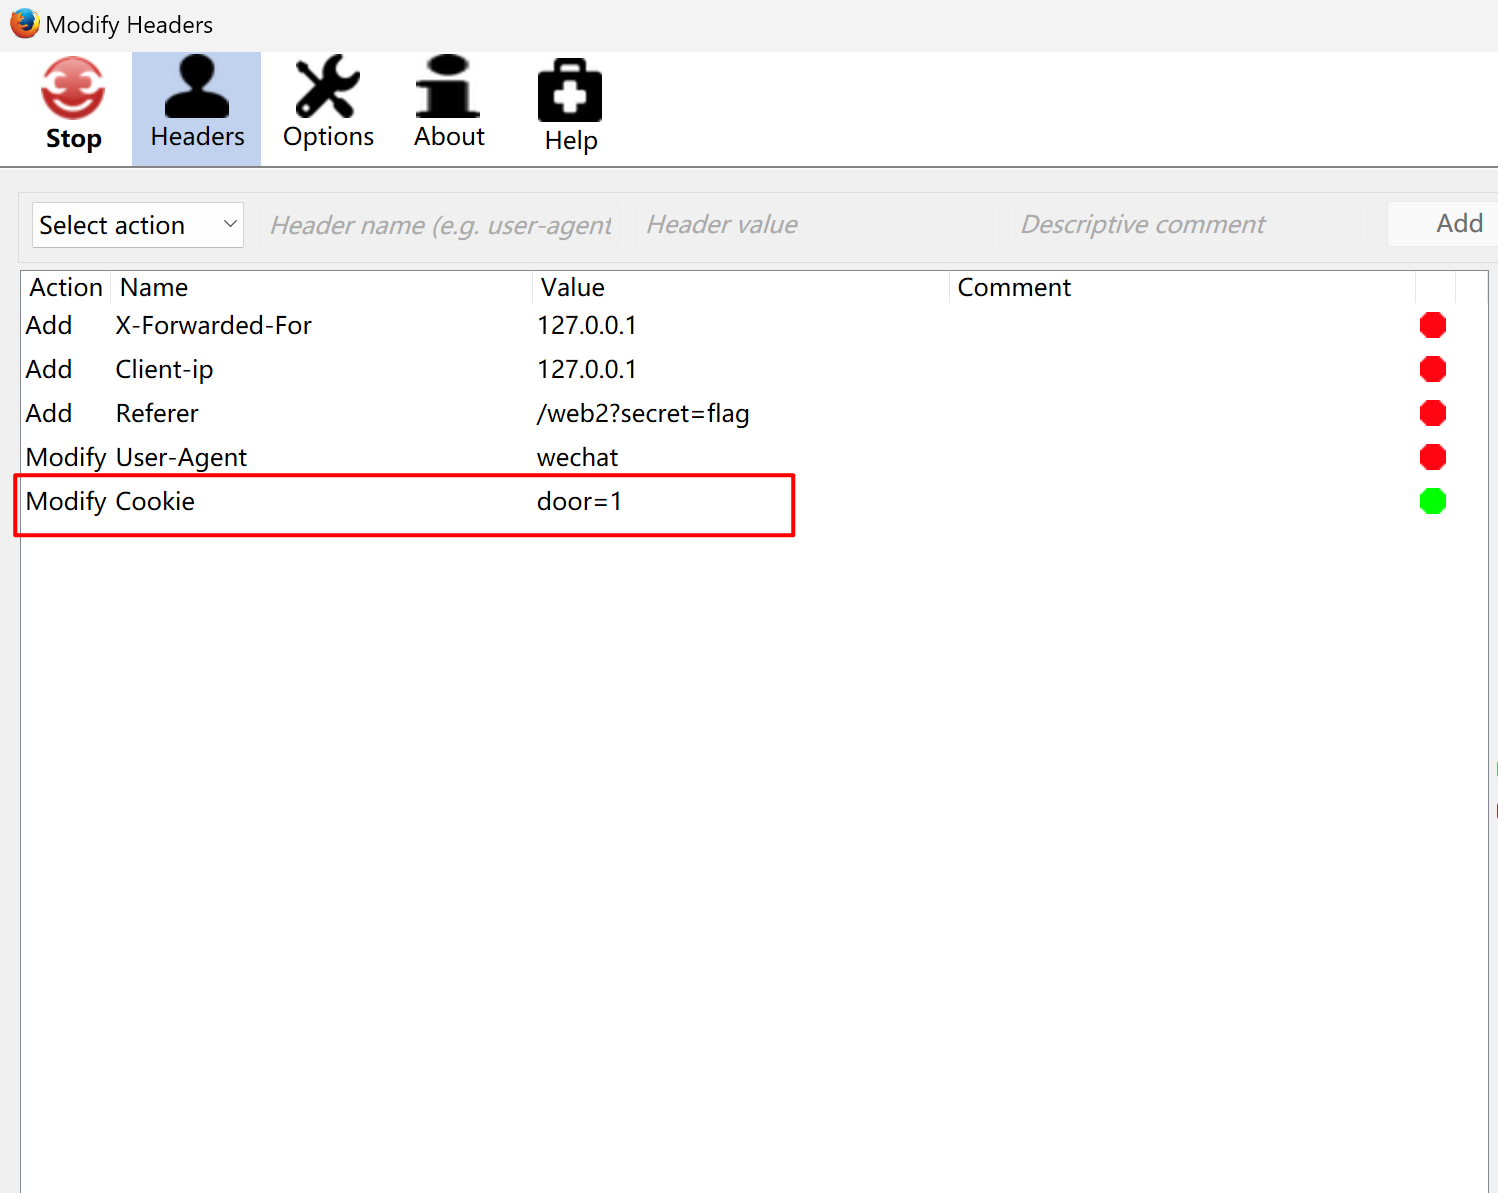 Modify Headers
Stop Headers Options About Help
Select action Header name (e.g. user-agent Header value Descriptive comment Add
Action Name Value Comment
Add X-Forwarded-For 127.0.0.1
Add Client-ip 127.0.0.1
Add Referer /web2?secret=flag
Modify User-Agent wechat
Modify Cookie door=1